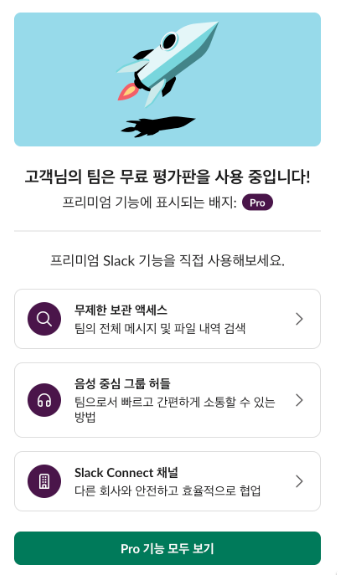 고객님의 팀은 무료 평가판을 사용 중입니다!
프리미엄 기능에 표시되는 배지: Pro
프리미엄 Slack 기능을 직접 사용해보세요.
무제한 보관 액세스
팀의 전체 메시지 및 파일 내역 검색
음성 중심 그룹 허들
팀으로서 빠르고 간편하게 소통할 수 있는
방법
Slack Connect 채널
다른 회사와 안전하고 효율적으로 협업
Pro 기능 모두 보기